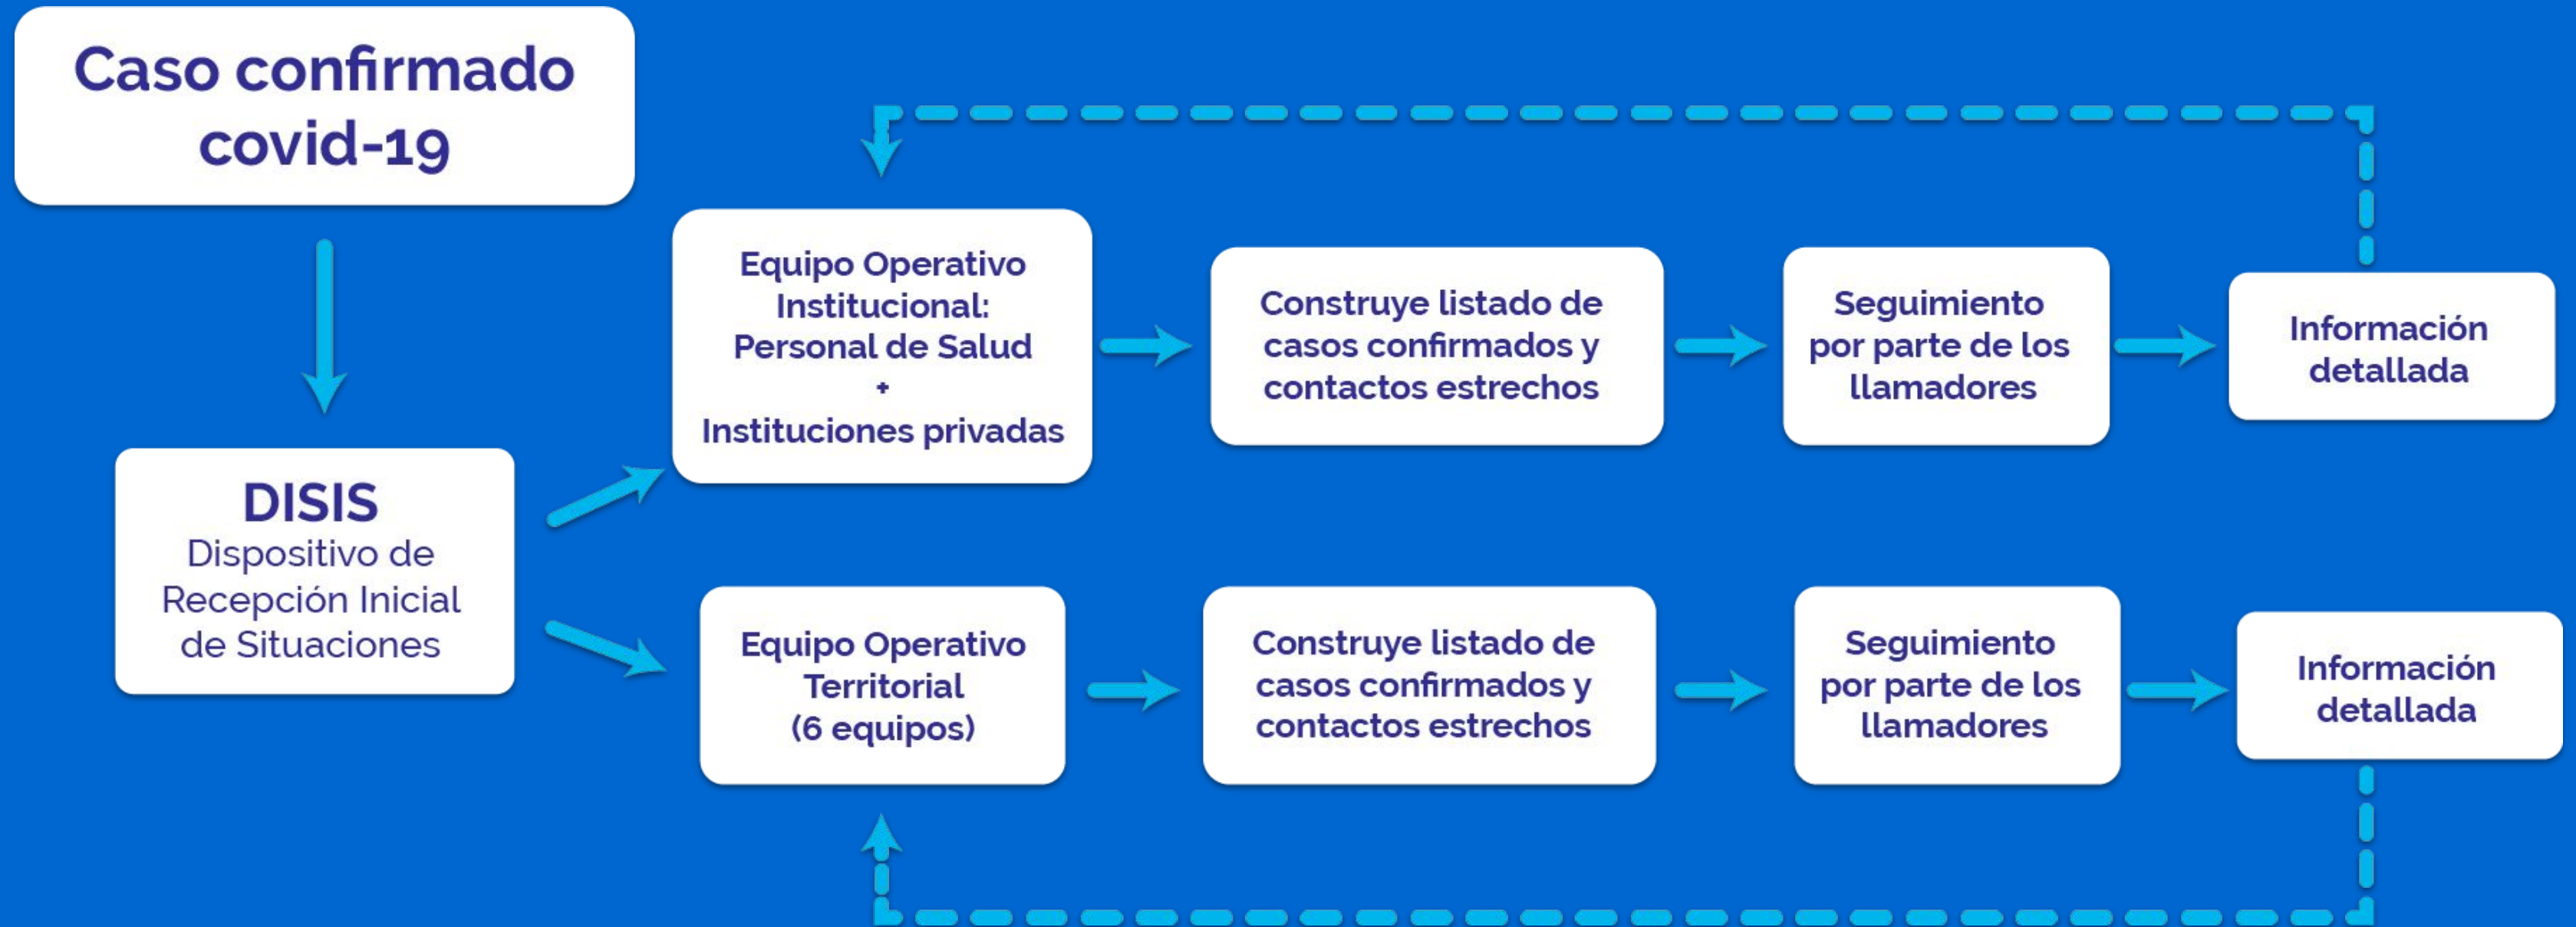 Caso confirmado
covid-19
DISIS
Dispositivo de
Recepción Inicial
de Situaciones
Equipo Operativo
Institucional:
Personal de Salud
+
Instituciones privadas
Construye listado de
casos confirmados y
contactos estrechos
Seguimiento
por parte de los
llamadores
Información
detallada
Equipo Operativo
Territorial
(6 equipos)
Construye listado de
casos confirmados y
contactos estrechos
Seguimiento
por parte de los
llamadores
Información
detallada